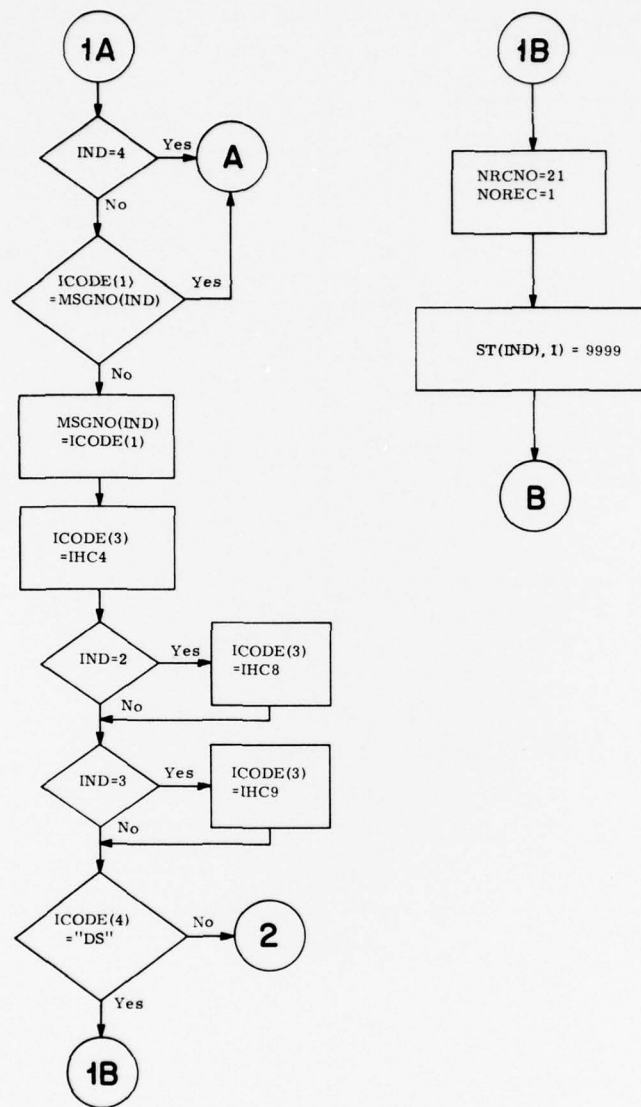 1A
IND=4
Yes
A
No
ICODE(1)
=MSGNO(IND)
Yes
No
MSGNO(IND)
=ICODE(1)
ICODE(3)
=IHC4
IND=2
Yes
ICODE(3)
=IHC8
No
IND=3
Yes
ICODE(3)
=IHC9
No
ICODE(4)
="DS"
No
2
Yes
1B
1B
NRCNO=21
NOREC=1
ST(IND), 1) = 9999
B